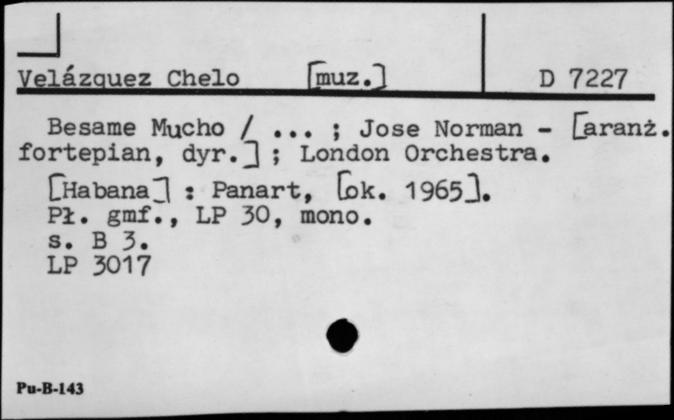 Velázquez Chelo [muz.] D 7227
Besame Mucho / ... ; Jose Norman - [aranż.
fortepian, dyr.] ; London Orchestra.
[Habana] : Panart, [ok. 1965].
Pł. gmf., LP 30, mono.
s. B 3.
LP 3017
Pu-B-143